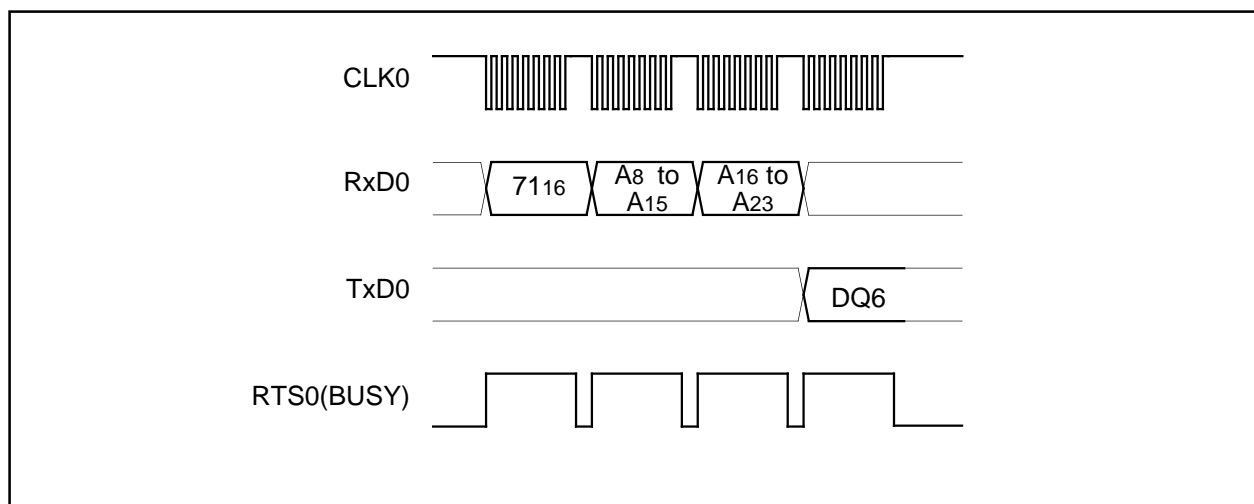 CLK0
RxD0
7116
A8 to
A15
A16 to
A23
TxD0
DQ6
RTS0(BUSY)